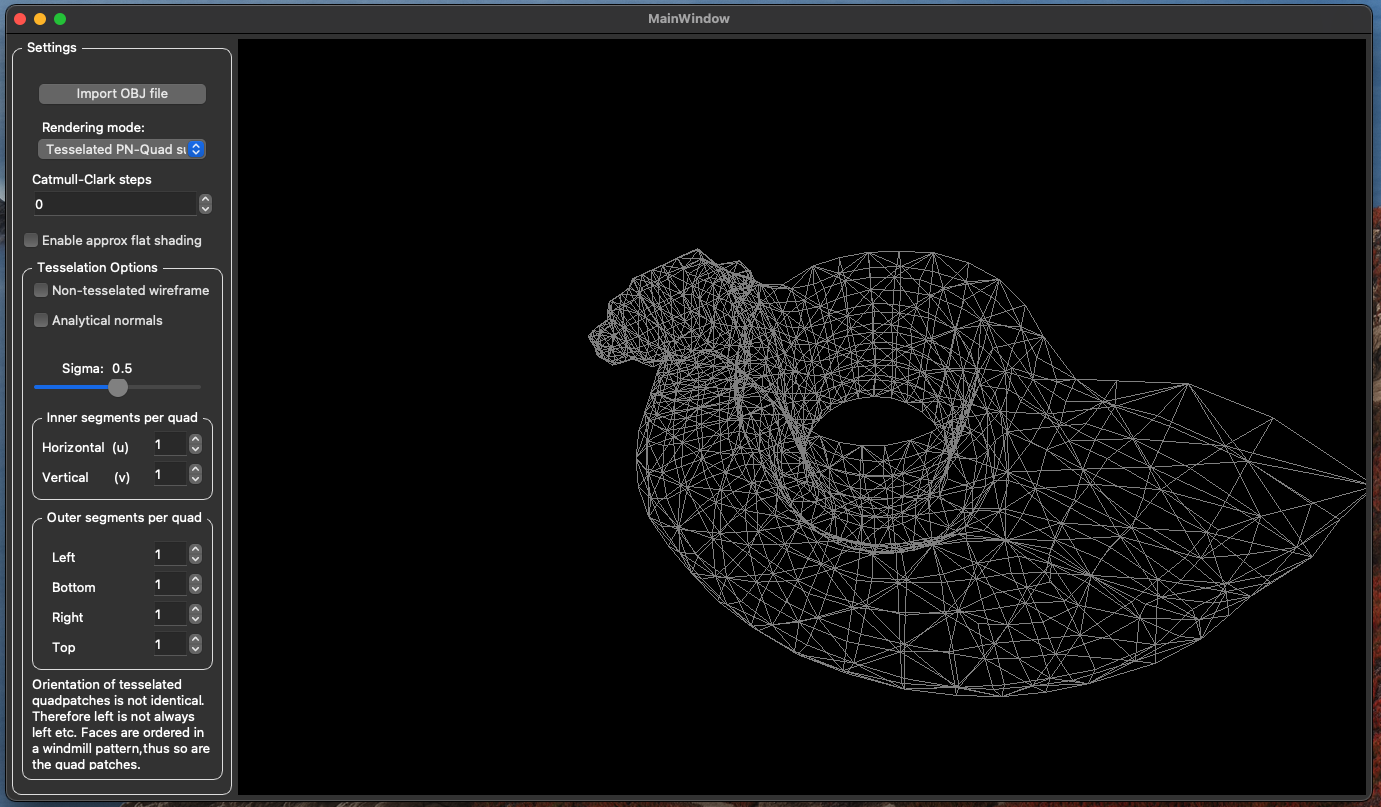 MainWindow
Settings
Import OBJ file
Rendering mode:
Tesselated PN-Quad su
Catmull-Clark steps
0
Enable approx flat shading
Tesselation Options
Non-tesselated wireframe
Analytical normals
Sigma: 0.5
Inner segments per quad
Horizontal (u) 1
Vertical (v) 1
Outer segments per quad
Left 1
Bottom 1
Right 1
Top 1
Orientation of tesselated
quadpatches is not identical.
Therefore left is not always
left etc. Faces are ordered in
a windmill pattern,thus so are
the quad patches.